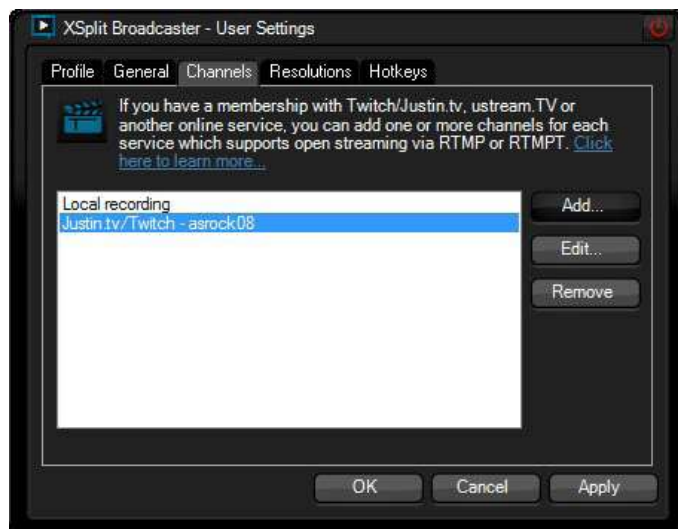 XSplit Broadcaster - User Settings
Profile General Channels Resolutions Hotkeys
If you have a membership with Twitch/Justin.tv, ustream.TV or
another online service, you can add one or more channels for each
service which supports open streaming via RTMP or RTMPT. Click
here to learn more...
Local recording
Justin.tv/Twitch - asrock08
Add...
Edit...
Remove
OK Cancel Apply